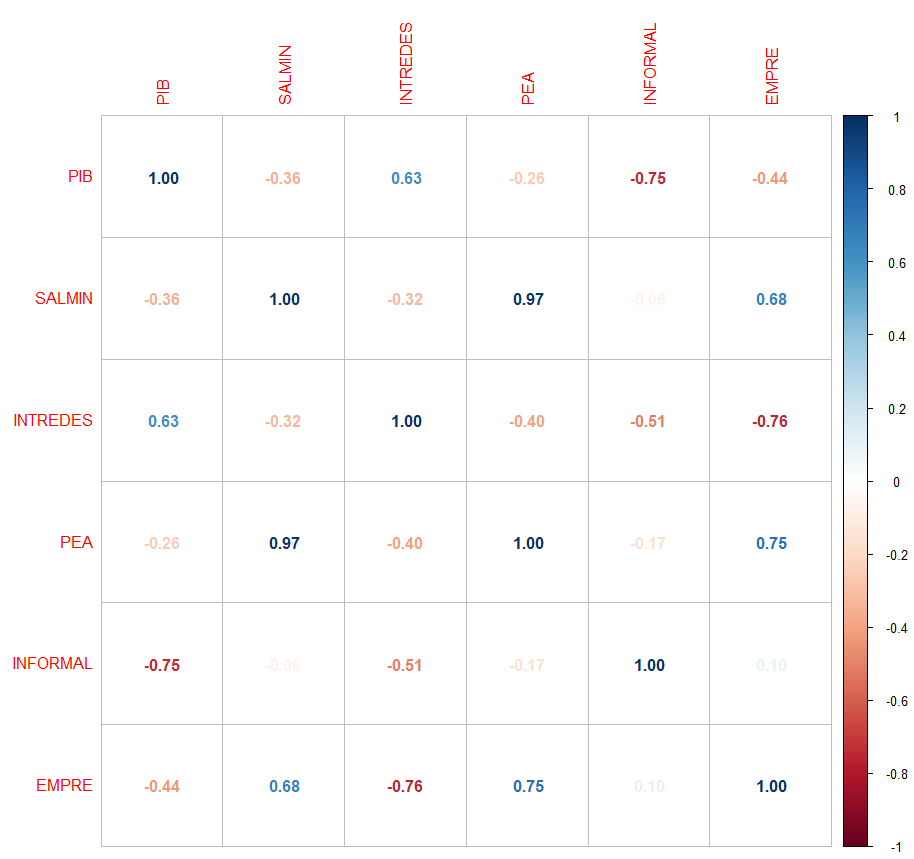 PIB SALMIN INTREDES PEA INFORMAL EMPRE
PIB 1.00 -0.36 0.63 -0.26 -0.75 -0.44
SALMIN -0.36 1.00 -0.32 0.97 -0.06 0.68
INTREDES 0.63 -0.32 1.00 -0.40 -0.51 -0.76
PEA -0.26 0.97 -0.40 1.00 -0.17 0.75
INFORMAL -0.75 -0.06 -0.51 -0.17 1.00 0.10
EMPRE -0.44 0.68 -0.76 0.75 0.10 1.00
1
0.8
0.6
0.4
0.2
0
-0.2
-0.4
-0.6
-0.8
-1